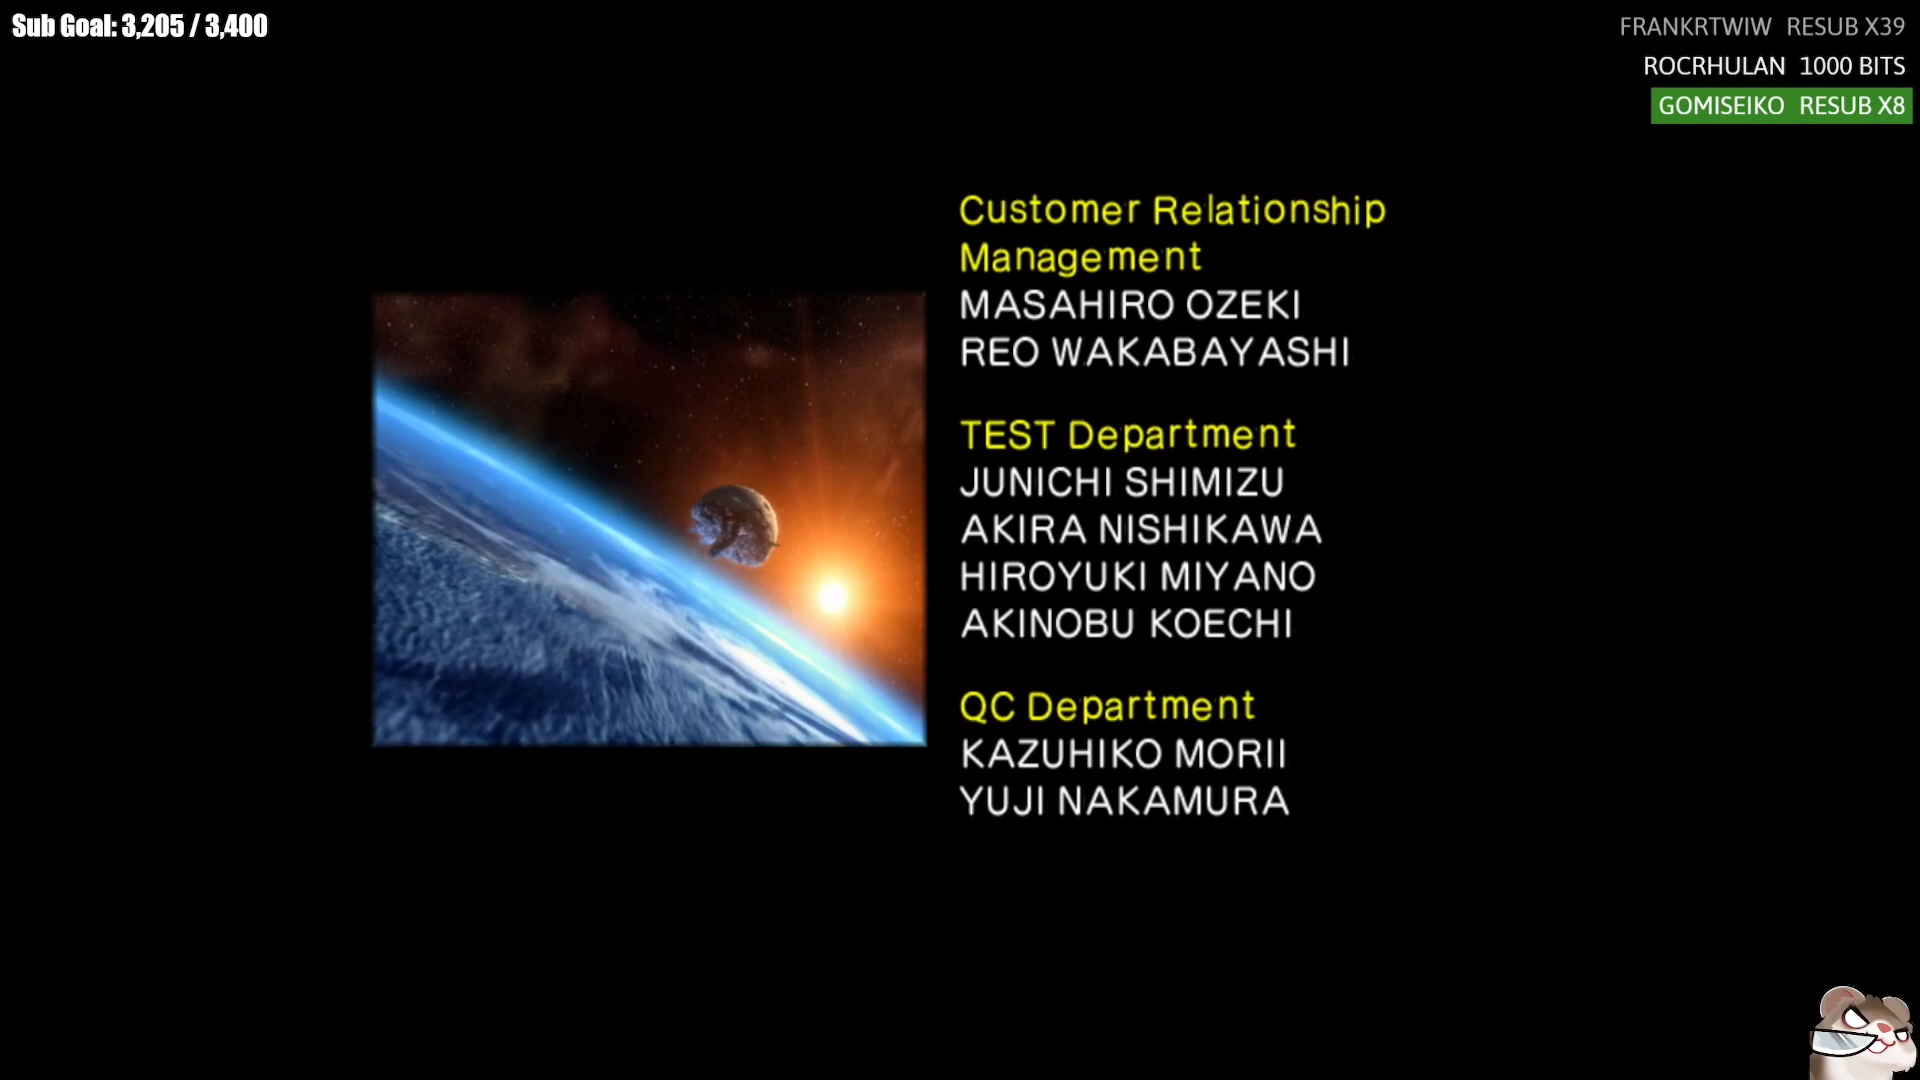 Sub Goal: 3,205 / 3,400
FRANKRTWIW RESUB X39
ROCRHULAN 1000 BITS
GOMISEIKO RESUB X8
Customer Relationship
Management
MASAHIRO OZEKI
REO WAKABAYASHI
TEST Department
JUNICHI SHIMIZU
AKIRA NISHIKAWA
HIROYUKI MIYANO
AKINOBU KOECHI
QC Department
KAZUHIKO MORII
YUJI NAKAMURA